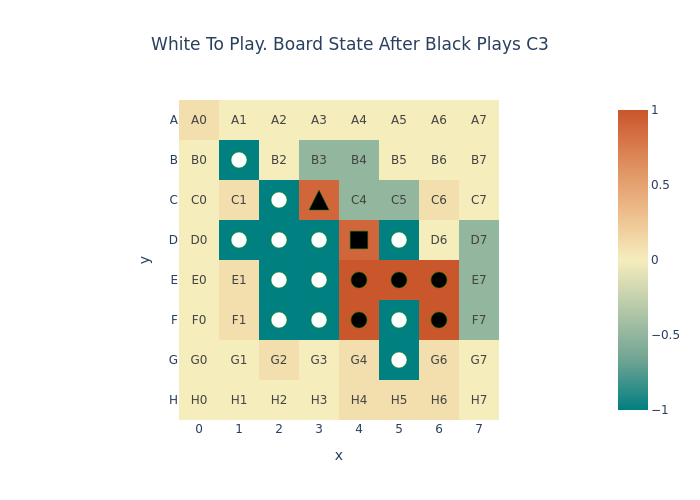 White To Play. Board State After Black Plays C3
A A0 A1 A2 A3 A4 A5 A6 A7
B B0 B2 B3 B4 B5 B6 B7
C C0 C1 C4 C5 C6 C7
D D0 D6 D7
E E0 E1 E7
F F0 F1 F7
G G0 G1 G2 G3 G4 G6 G7
H H0 H1 H2 H3 H4 H5 H6 H7
0 1 2 3 4 5 6 7
x
y
1
0.5
0
−0.5
−1